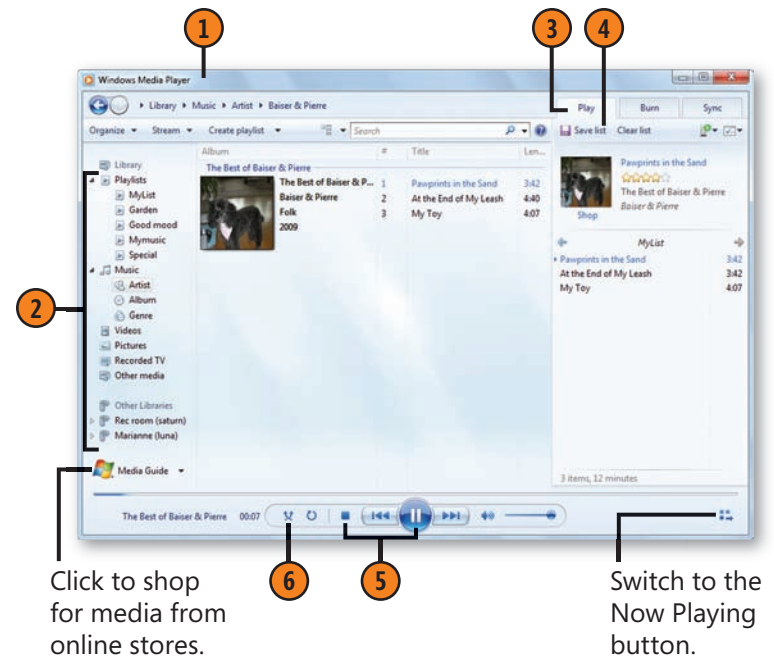 1
3
4
Windows Media Player
Library ▸ Music ▸ Artist ▸ Baiser & Pierre
Play Burn Sync
Organize Stream Create playlist Search
Save list Clear list
Album # Title Len...
Library
Playlists
MyList
Garden
Good mood
Mymusic
Special
Music
Artist
Album
Genre
Videos
Pictures
Recorded TV
Other media
Other Libraries
Rec room (saturn)
Marianne (luna)
Media Guide
2
The Best of Baiser & Pierre
The Best of Baiser & P...
Baiser & Pierre
Folk
2009
1 Pawprints in the Sand 3:42
2 At the End of My Leash 4:40
3 My Toy 4:07
Pawprints in the Sand
The Best of Baiser & Pierre
Baiser & Pierre
Shop
MyList
Pawprints in the Sand 3:42
At the End of My Leash 3:42
My Toy 4:07
3 items, 12 minutes
The Best of Baiser & Pierre 00:07
6
5
Click to shop
for media from
online stores.
Switch to the
Now Playing
button.